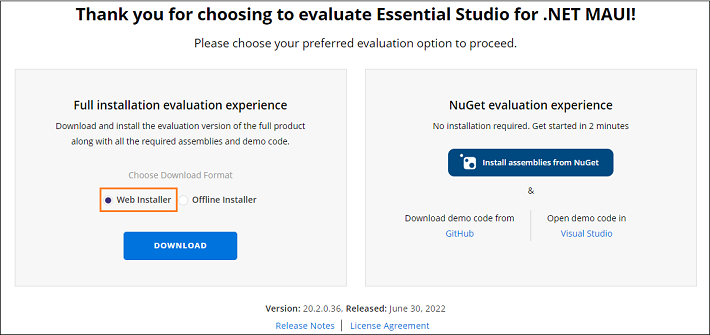 Thank you for choosing to evaluate Essential Studio for .NET MAUI!
Please choose your preferred evaluation option to proceed.
Full installation evaluation experience
Download and install the evaluation version of the full product
along with all the required assemblies and demo code.
Choose Download Format
Web Installer
Offline Installer
DOWNLOAD
NuGet evaluation experience
No installation required. Get started in 2 minutes
Install assemblies from NuGet
&
Download demo code from
GitHub
Open demo code in
Visual Studio
Version: 20.2.0.36, Released: June 30, 2022
Release Notes | License Agreement